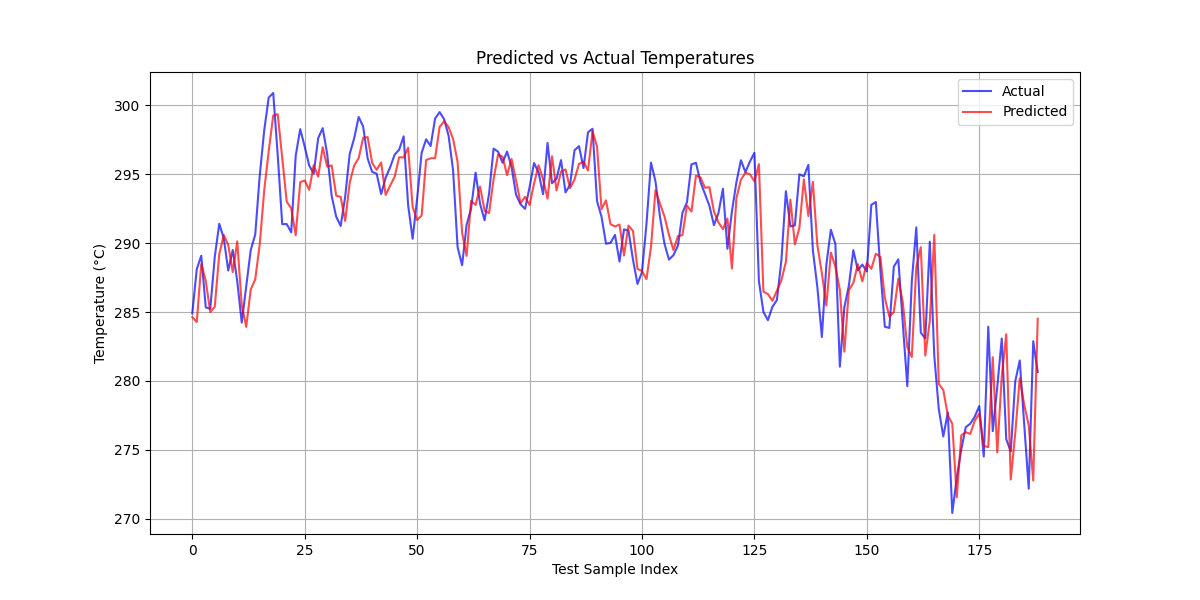 Predicted vs Actual Temperatures
Actual
Predicted
300
295
290
285
280
275
270
Temperature (°C)
0 25 50 75 100 125 150 175
Test Sample Index